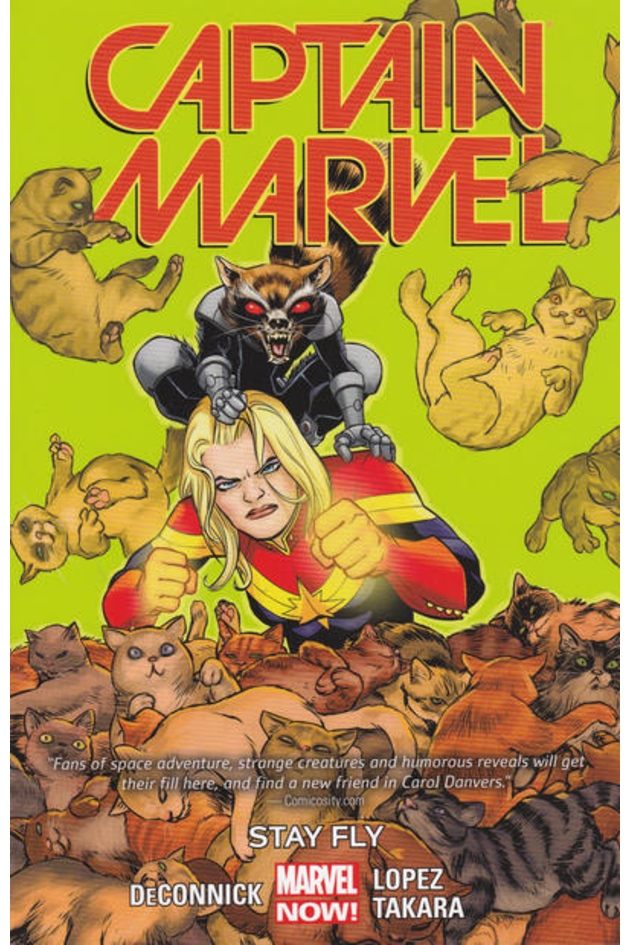 CAPTAIN
MARVEL
"Fans of space adventure, strange creatures and humorous reveals will get
their fill here, and find a new friend in Carol Danvers."
— Comicosity.com
STAY FLY
DeCONNICK
MARVEL
NOW!
LOPEZ
TAKARA